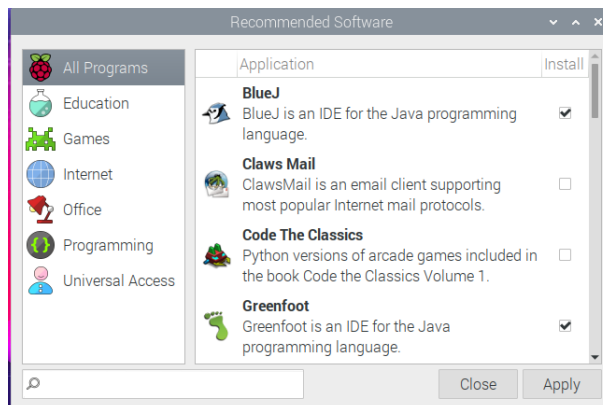 Recommended Software
All Programs
Education
Games
Internet
Office
Programming
Universal Access
Application Install
BlueJ
BlueJ is an IDE for the Java programming
language.
Claws Mail
ClawsMail is an email client supporting
most popular Internet mail protocols.
Code The Classics
Python versions of arcade games included in
the book Code the Classics Volume 1.
Greenfoot
Greenfoot is an IDE for the Java
programming language.
Close Apply